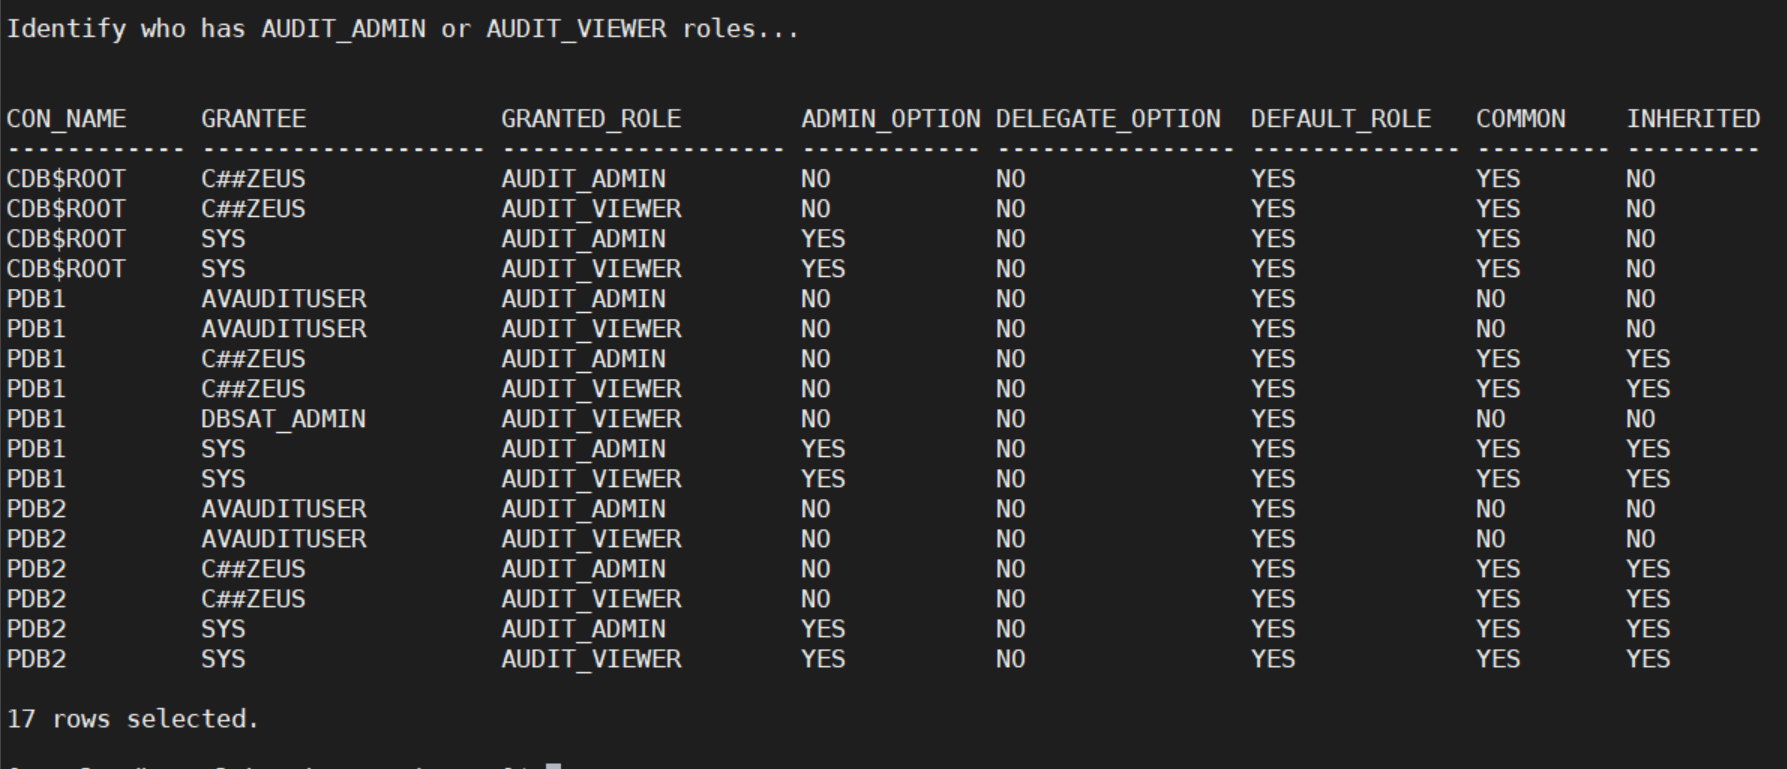 Identify who has AUDIT_ADMIN or AUDIT_VIEWER roles...
CON_NAME     GRANTEE             GRANTED_ROLE        ADMIN_OPTION DELEGATE_OPTION  DEFAULT_ROLE   COMMON    INHERITED
------------ ------------------- ------------------- ------------ ---------------- -------------- --------- ---------
CDB$ROOT     C##ZEUS             AUDIT_ADMIN         NO           NO               YES            YES       NO
CDB$ROOT     C##ZEUS             AUDIT_VIEWER        NO           NO               YES            YES       NO
CDB$ROOT     SYS                 AUDIT_ADMIN         YES          NO               YES            YES       NO
CDB$ROOT     SYS                 AUDIT_VIEWER        YES          NO               YES            YES       NO
PDB1         AVAUDITUSER         AUDIT_ADMIN         NO           NO               YES            NO        NO
PDB1         AVAUDITUSER         AUDIT_VIEWER        NO           NO               YES            NO        NO
PDB1         C##ZEUS             AUDIT_ADMIN         NO           NO               YES            YES       YES
PDB1         C##ZEUS             AUDIT_VIEWER        NO           NO               YES            YES       YES
PDB1         DBSAT_ADMIN         AUDIT_VIEWER        NO           NO               YES            NO        NO
PDB1         SYS                 AUDIT_ADMIN         YES          NO               YES            YES       YES
PDB1         SYS                 AUDIT_VIEWER        YES          NO               YES            YES       YES
PDB2         AVAUDITUSER         AUDIT_ADMIN         NO           NO               YES            NO        NO
PDB2         AVAUDITUSER         AUDIT_VIEWER        NO           NO               YES            NO        NO
PDB2         C##ZEUS             AUDIT_ADMIN         NO           NO               YES            YES       YES
PDB2         C##ZEUS             AUDIT_VIEWER        NO           NO               YES            YES       YES
PDB2         SYS                 AUDIT_ADMIN         YES          NO               YES            YES       YES
PDB2         SYS                 AUDIT_VIEWER        YES          NO               YES            YES       YES
17 rows selected.